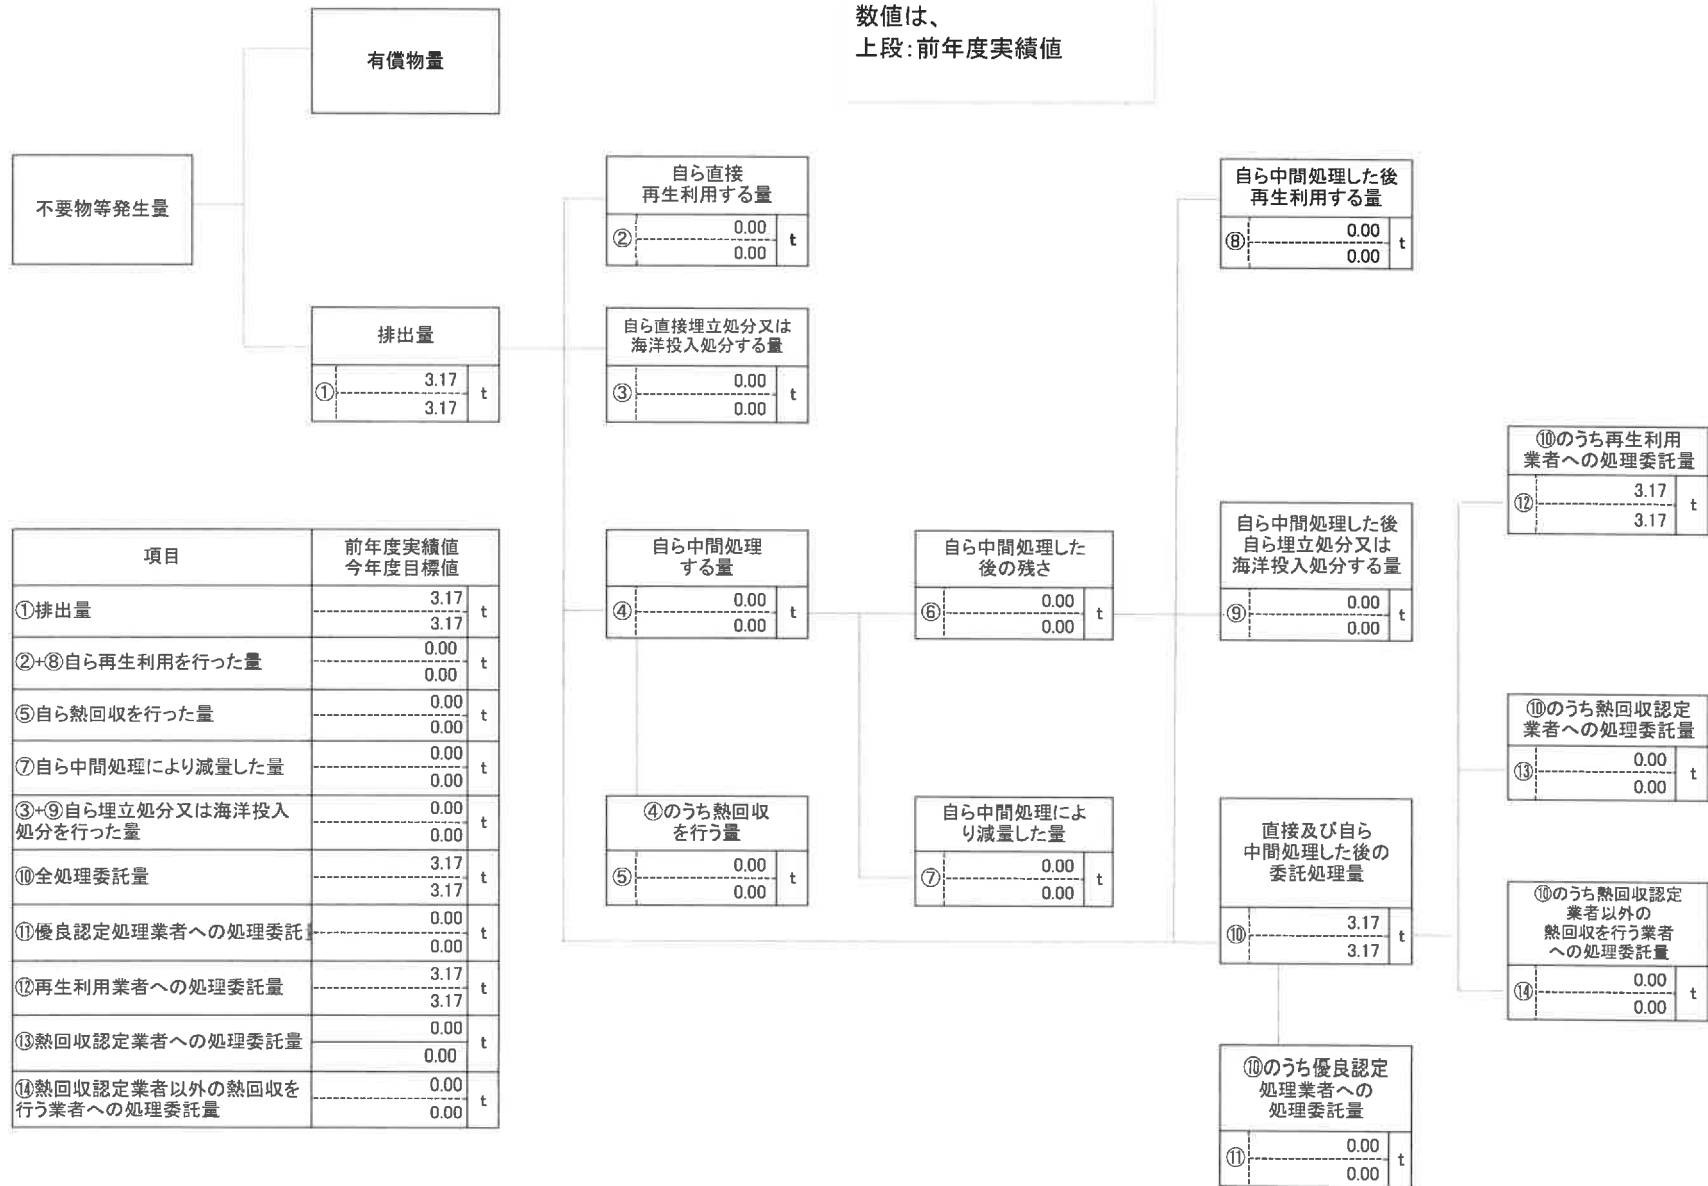 数値は、
上段:前年度実績値
有償物量
不要物等発生量
排出量
①
3.17
3.17
t
自ら直接
再生利用する量
②
0.00
0.00
t
自ら直接埋立処分又は
海洋投入処分する量
③
0.00
0.00
t
自ら中間処理
する量
④
0.00
0.00
t
④のうち熱回収
を行う量
⑤
0.00
0.00
t
自ら中間処理した
後の残さ
⑥
0.00
0.00
t
自ら中間処理によ
り減量した量
⑦
0.00
0.00
t
自ら中間処理した後
再生利用する量
⑧
0.00
0.00
t
自ら中間処理した後
自ら埋立処分又は
海洋投入処分する量
⑨
0.00
0.00
t
直接及び自ら
中間処理した後の
委託処理量
⑩
3.17
3.17
t
⑩のうち優良認定
処理業者への
処理委託量
⑪
0.00
0.00
t
⑩のうち再生利用
業者への処理委託量
⑫
3.17
3.17
t
⑩のうち熱回収認定
業者への処理委託量
⑬
0.00
0.00
t
⑩のうち熱回収認定
業者以外の
熱回収を行う業者
への処理委託量
⑭
0.00
0.00
t
項目
前年度実績値
今年度目標値
①排出量
3.17
3.17
t
②+⑧自ら再生利用を行った量
0.00
0.00
t
⑤自ら熱回収を行った量
0.00
0.00
t
⑦自ら中間処理により減量した量
0.00
0.00
t
③+⑨自ら埋立処分又は海洋投入
処分を行った量
0.00
0.00
t
⑩全処理委託量
3.17
3.17
t
⑪優良認定処理業者への処理委託
0.00
0.00
t
⑫再生利用業者への処理委託量
3.17
3.17
t
⑬熱回収認定業者への処理委託量
0.00
0.00
t
⑭熱回収認定業者以外の熱回収を
行う業者への処理委託量
0.00
0.00
t